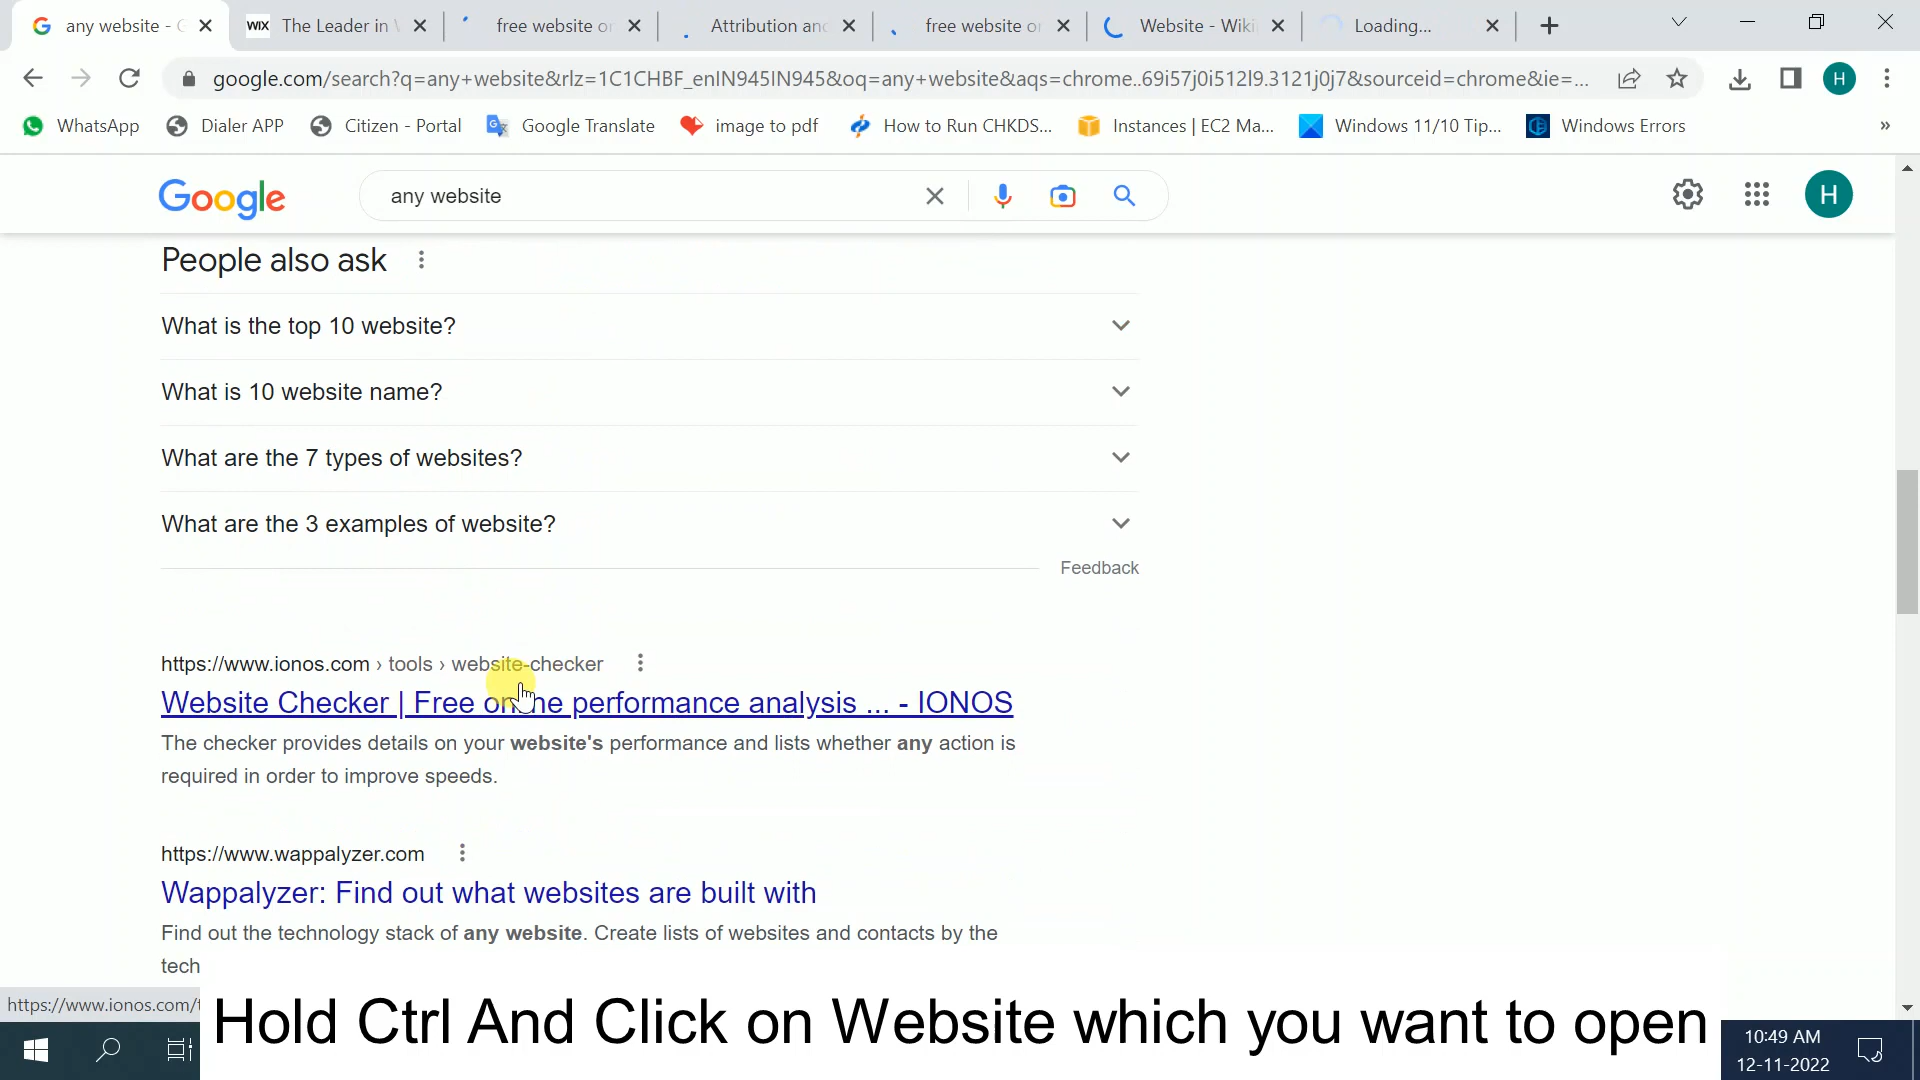 any website - G
WIX The Leader in W
free website or
Attribution and
free website or
Website - Wiki
Loading...
google.com/search?q=any+website&rlz=1C1CHBF_enIN945IN945&oq=any+website&aqs=chrome..69i57j0i512l9.3121j0j7&sourceid=chrome&ie=...
H
WhatsApp
Dialer APP
Citizen - Portal
Google Translate
image to pdf
How to Run CHKDS...
Instances | EC2 Ma...
Windows 11/10 Tip...
Windows Errors
»
Google
any website
H
People also ask
What is the top 10 website?
What is 10 website name?
What are the 7 types of websites?
What are the 3 examples of website?
Feedback
https://www.ionos.com › tools › website-checker
Website Checker | Free online performance analysis ... - IONOS
The checker provides details on your website's performance and lists whether any action is
required in order to improve speeds.
https://www.wappalyzer.com
Wappalyzer: Find out what websites are built with
Find out the technology stack of any website. Create lists of websites and contacts by the
tech
https://www.ionos.com/t
Hold Ctrl And Click on Website which you want to open
10:49 AM
12-11-2022